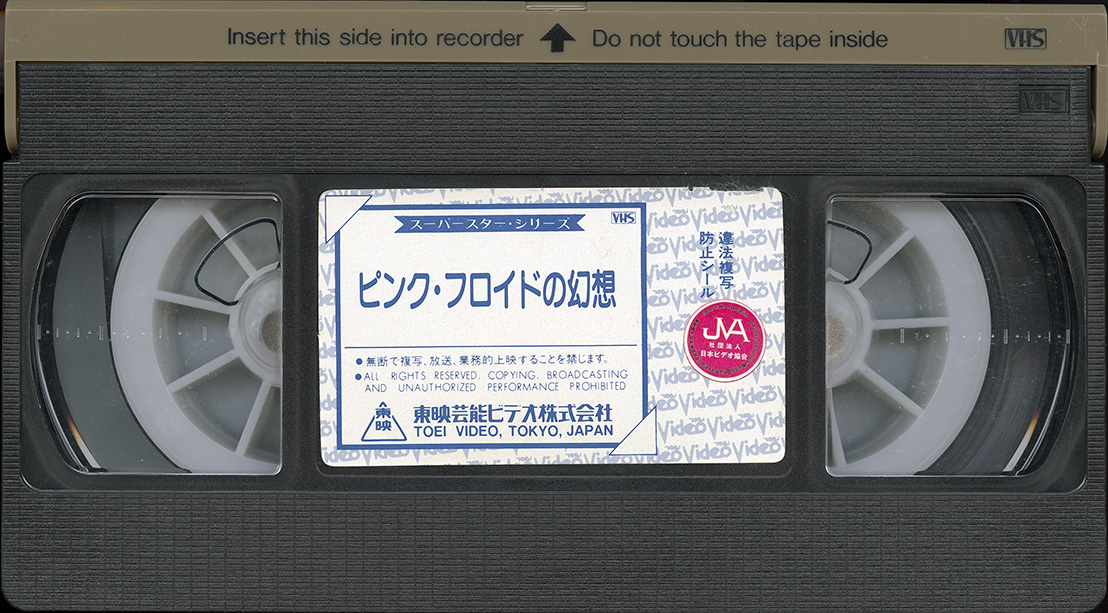 Insert this side into recorder Do not touch the tape inside VHS
VHS
スーパースター・シリーズ
VHS
ピンク・フロイドの幻想
●無断で複写、放送、業務的上映することを禁じます。
●ALL RIGHTS RESERVED. COPYING, BROADCASTING
AND UNAUTHORIZED PERFORMANCE PROHIBITED
東映
東映芸能ビデオ株式会社
TOEI VIDEO, TOKYO, JAPAN
違法複写
防止シール
JVA
社団法人
日本ビデオ協会